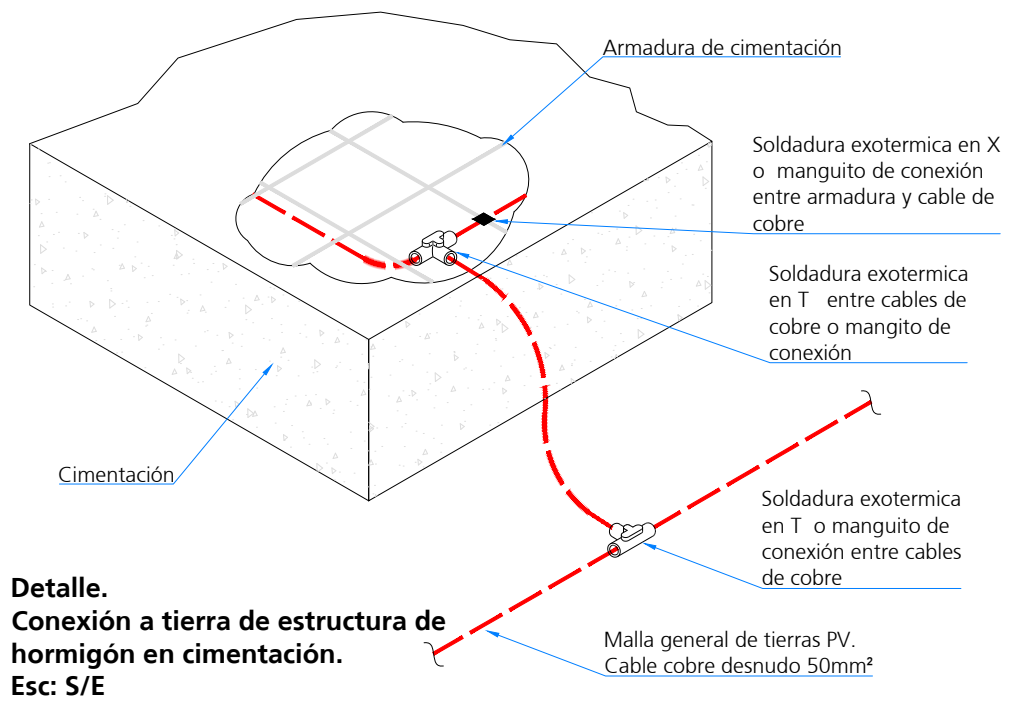 Armadura de cimentación
Soldadura exotermica en X
o manguito de conexión
entre armadura y cable de
cobre
Soldadura exotermica
en T entre cables de
cobre o mangito de
conexión
Cimentación
Soldadura exotermica
en T o manguito de
conexión entre cables
de cobre
Detalle.
Conexión a tierra de estructura de
hormigón en cimentación.
Esc: S/E
Malla general de tierras PV.
Cable cobre desnudo 50mm²